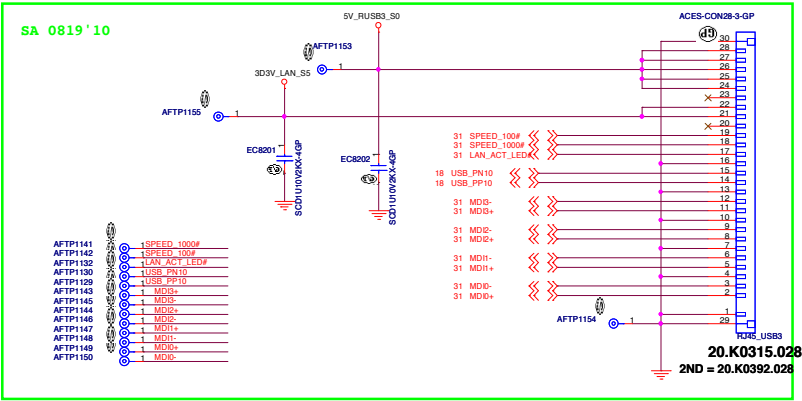 SA 0819'10
5V_RUSB3_S0
ACES-CON28-3-GP
GP
AFTP1153
1
3D3V_LAN_S5
AFTP1155
1
30
28
27
26
25
24
23
22
21
20
19
18
17
16
15
14
13
12
11
10
9
8
7
6
5
4
3
2
1
29
31 SPEED_100#
31 SPEED_1000#
31 LAN_ACT_LED#
18 USB_PN10
18 USB_PP10
31 MDI3-
31 MDI3+
31 MDI2-
31 MDI2+
31 MDI1-
31 MDI1+
31 MDI0-
31 MDI0+
EC8201
SCD1U10V2KX-4GP
EC8202
SCD1U10V2KX-4GP
AFTP1141 1 SPEED_1000#
AFTP1142 1 SPEED_100#
AFTP1132 1 LAN_ACT_LED#
AFTP1130 1 USB_PN10
AFTP1129 1 USB_PP10
AFTP1143 1 MDI3+
AFTP1145 1 MDI3-
AFTP1144 1 MDI2+
AFTP1146 1 MDI2-
AFTP1147 1 MDI1+
AFTP1148 1 MDI1-
AFTP1149 1 MDI0+
AFTP1150 1 MDI0-
AFTP1154
1
RJ45_USB3
20.K0315.028
2ND = 20.K0392.028